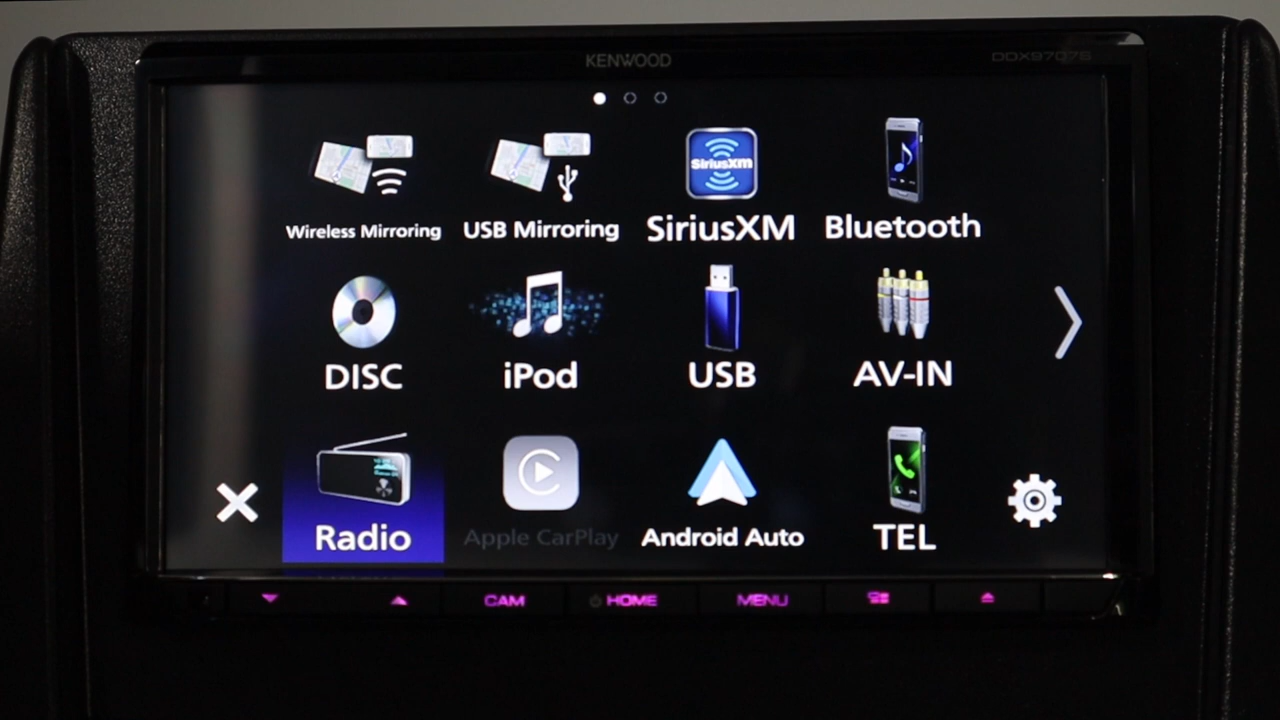 KENWOOD
DDX9707S
Wireless Mirroring
USB Mirroring
SiriusXM
SiriusXM
Bluetooth
DISC
iPod
USB
AV-IN
Radio
Apple CarPlay
Android Auto
TEL
CAM
HOME
MENU